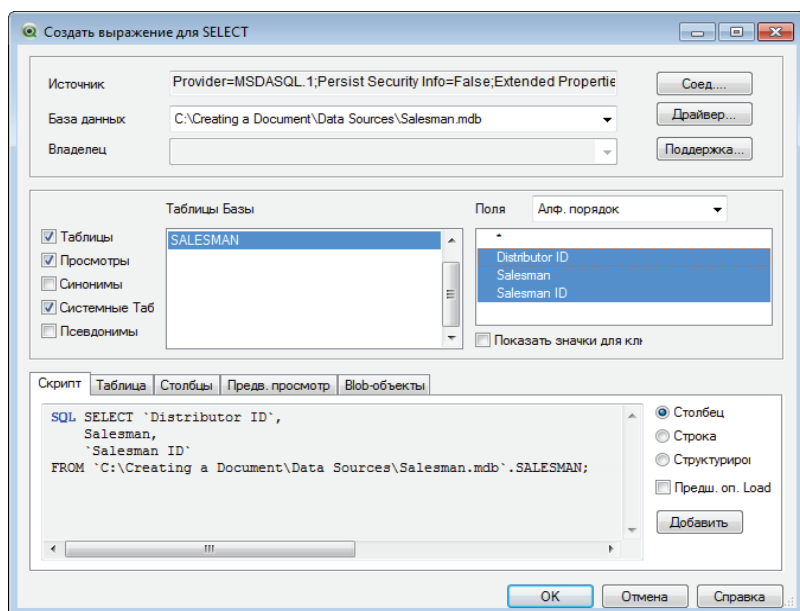 Создать выражение для SELECT
Источник Provider=MSDASQL.1;Persist Security Info=False;Extended Propertie Соед....
База данных C:\Creating a Document\Data Sources\Salesman.mdb Драйвер...
Владелец Поддержка...
Таблицы Базы Поля Алф. порядок
Таблицы SALESMAN *
Просмотры Distributor ID
Синонимы Salesman
Системные Таб Salesman ID
Псевдонимы Показать значки для клн
Скрипт Таблица Столбцы Предв. просмотр Blob-объекты
SQL SELECT `Distributor ID`, Столбец
Salesman, Строка
`Salesman ID` Структуриров
FROM `C:\Creating a Document\Data Sources\Salesman.mdb`.SALESMAN;
Предш. оп. Load
Добавить
OK Отмена Справка